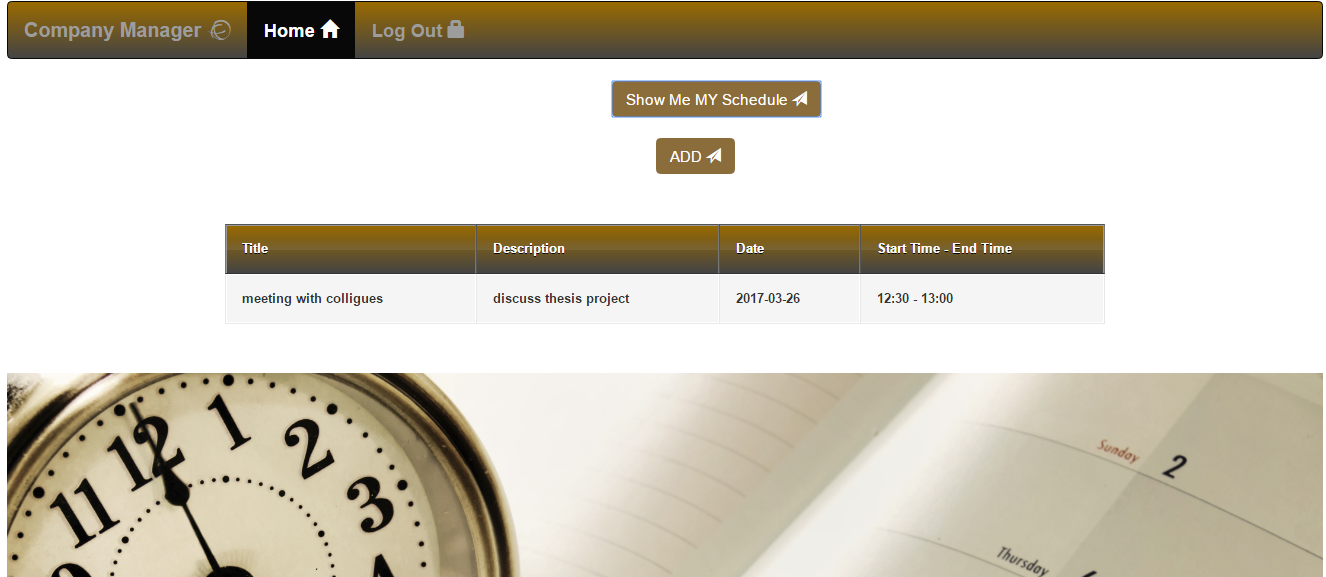 Company Manager Home Log Out
Show Me MY Schedule
ADD
Title Description Date Start Time - End Time
meeting with colligues discuss thesis project 2017-03-26 12:30 - 13:00
12
1
11
2
3
Sunday 2
Thursday